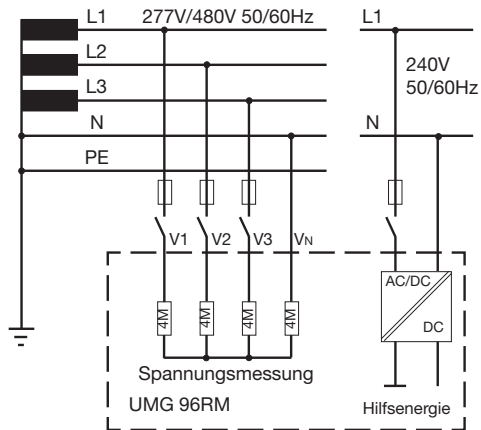 L1 277V/480V 50/60Hz L1
L2 240V
50/60Hz
L3
N N
PE
V1 V2 V3 VN
AC/DC
4M 4M 4M 4M
DC
Spannungsmessung
UMG 96RM Hilfsenergie